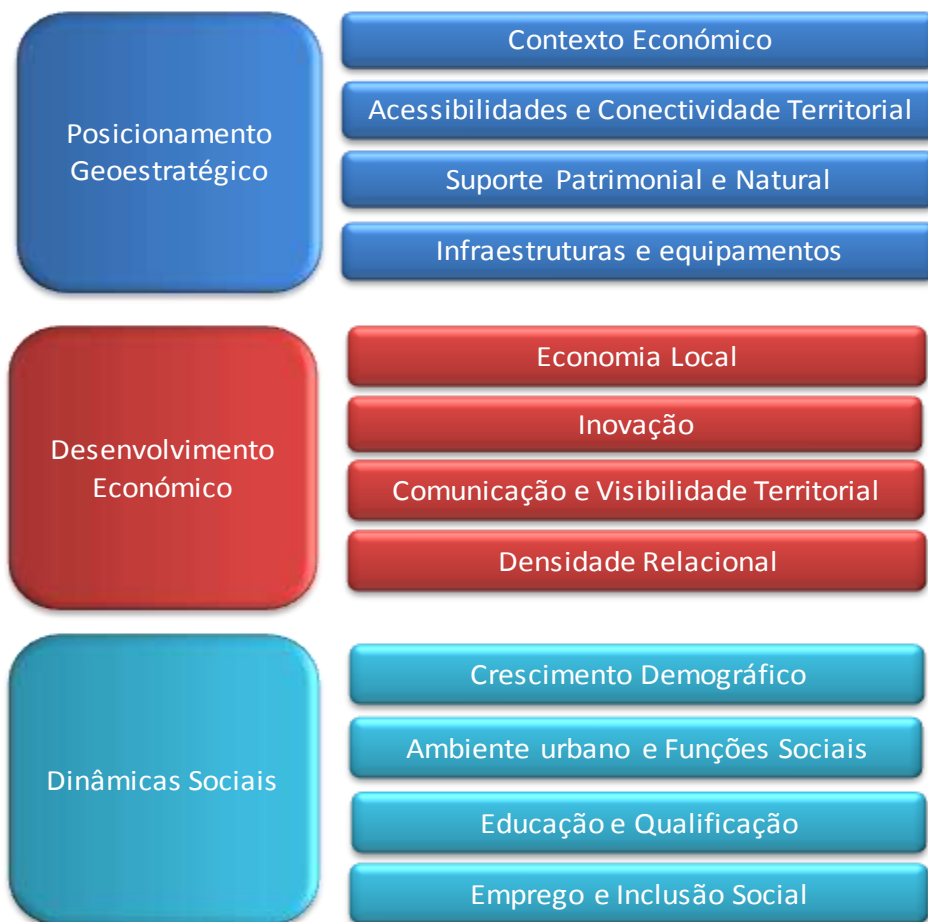 Posicionamento
Geoestratégico
Contexto Económico
Acessibilidades e Conectividade Territorial
Suporte Patrimonial e Natural
Infraestruturas e equipamentos
Desenvolvimento
Económico
Economia Local
Inovação
Comunicação e Visibilidade Territorial
Densidade Relacional
Dinâmicas Sociais
Crescimento Demográfico
Ambiente urbano e Funções Sociais
Educação e Qualificação
Emprego e Inclusão Social